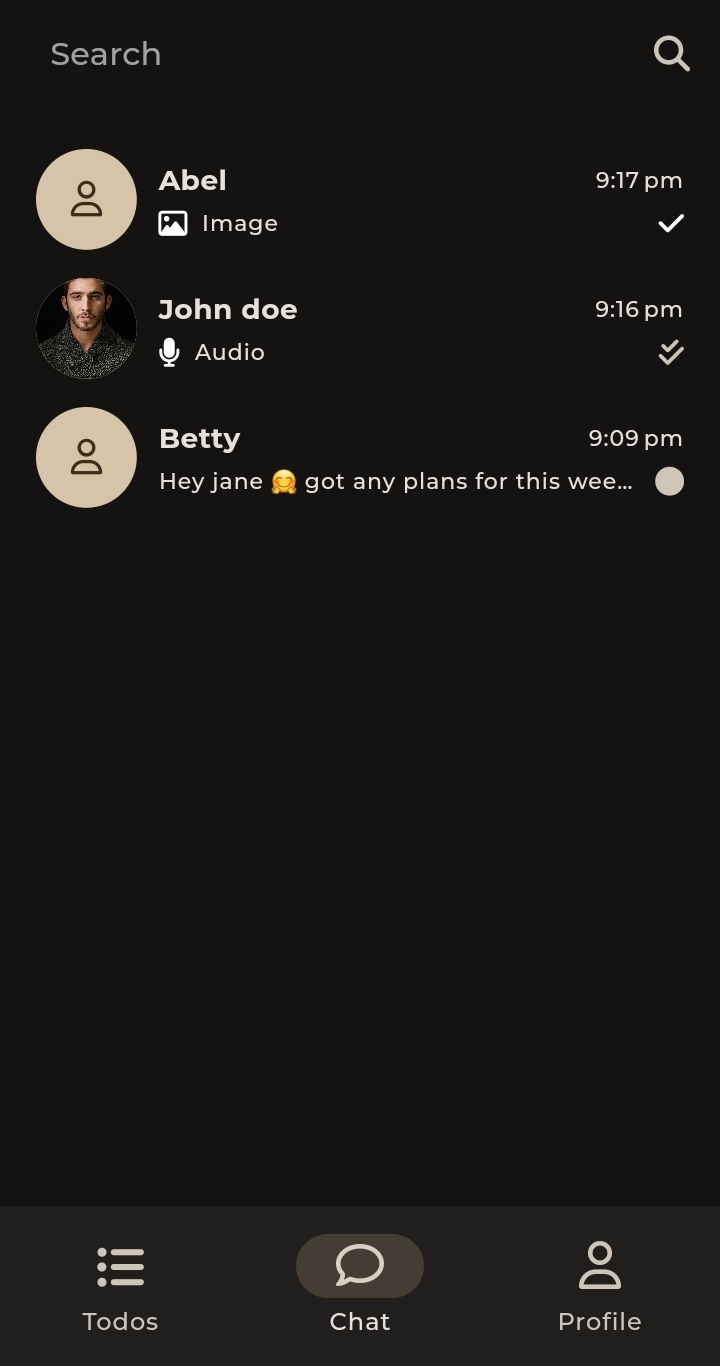 Search
Abel 9:17 pm
Image
John doe 9:16 pm
Audio
Betty 9:09 pm
Hey jane 🤗 got any plans for this wee...
Todos Chat Profile